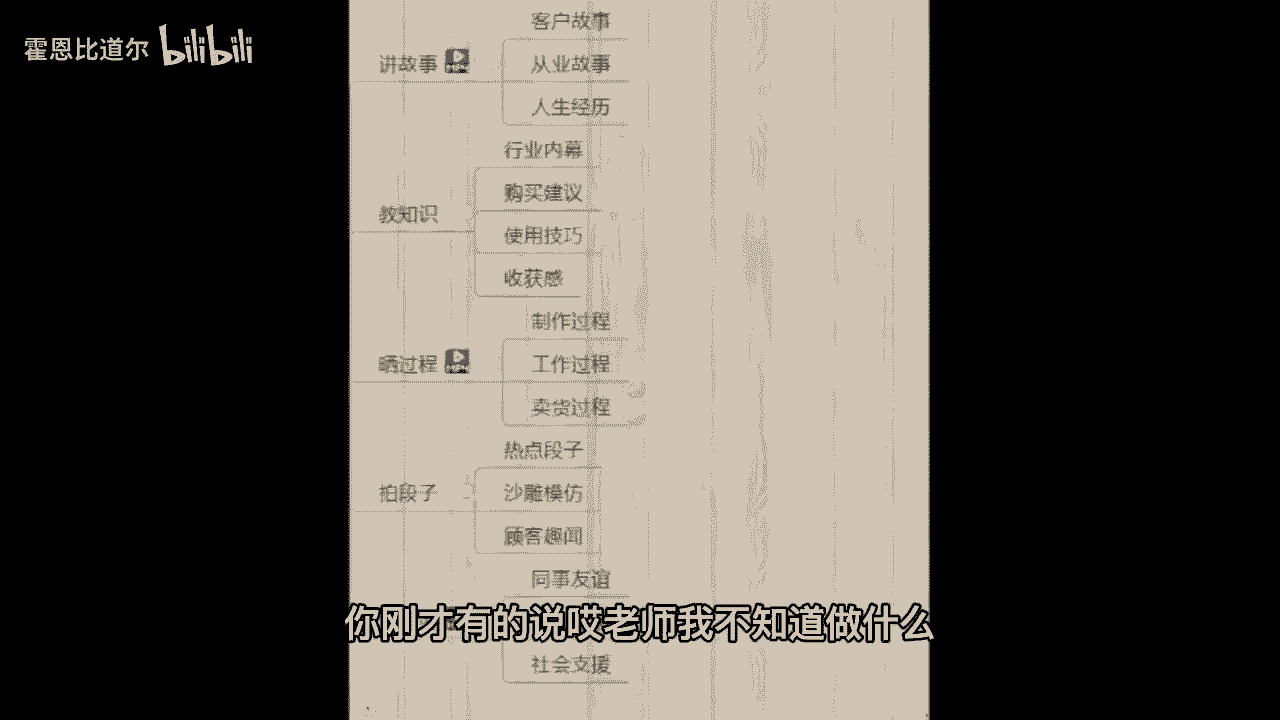 霍恩比道尔 bilibili
客户故事
讲故事
从业故事
人生经历
行业内幕
购买建议
教知识
使用技巧
收获感
制作过程
晒过程
工作过程
卖货过程
热点段子
拍段子
沙雕模仿
顾客趣闻
同事友谊
你刚才有的说哎老师我不知道做什么
社会支援